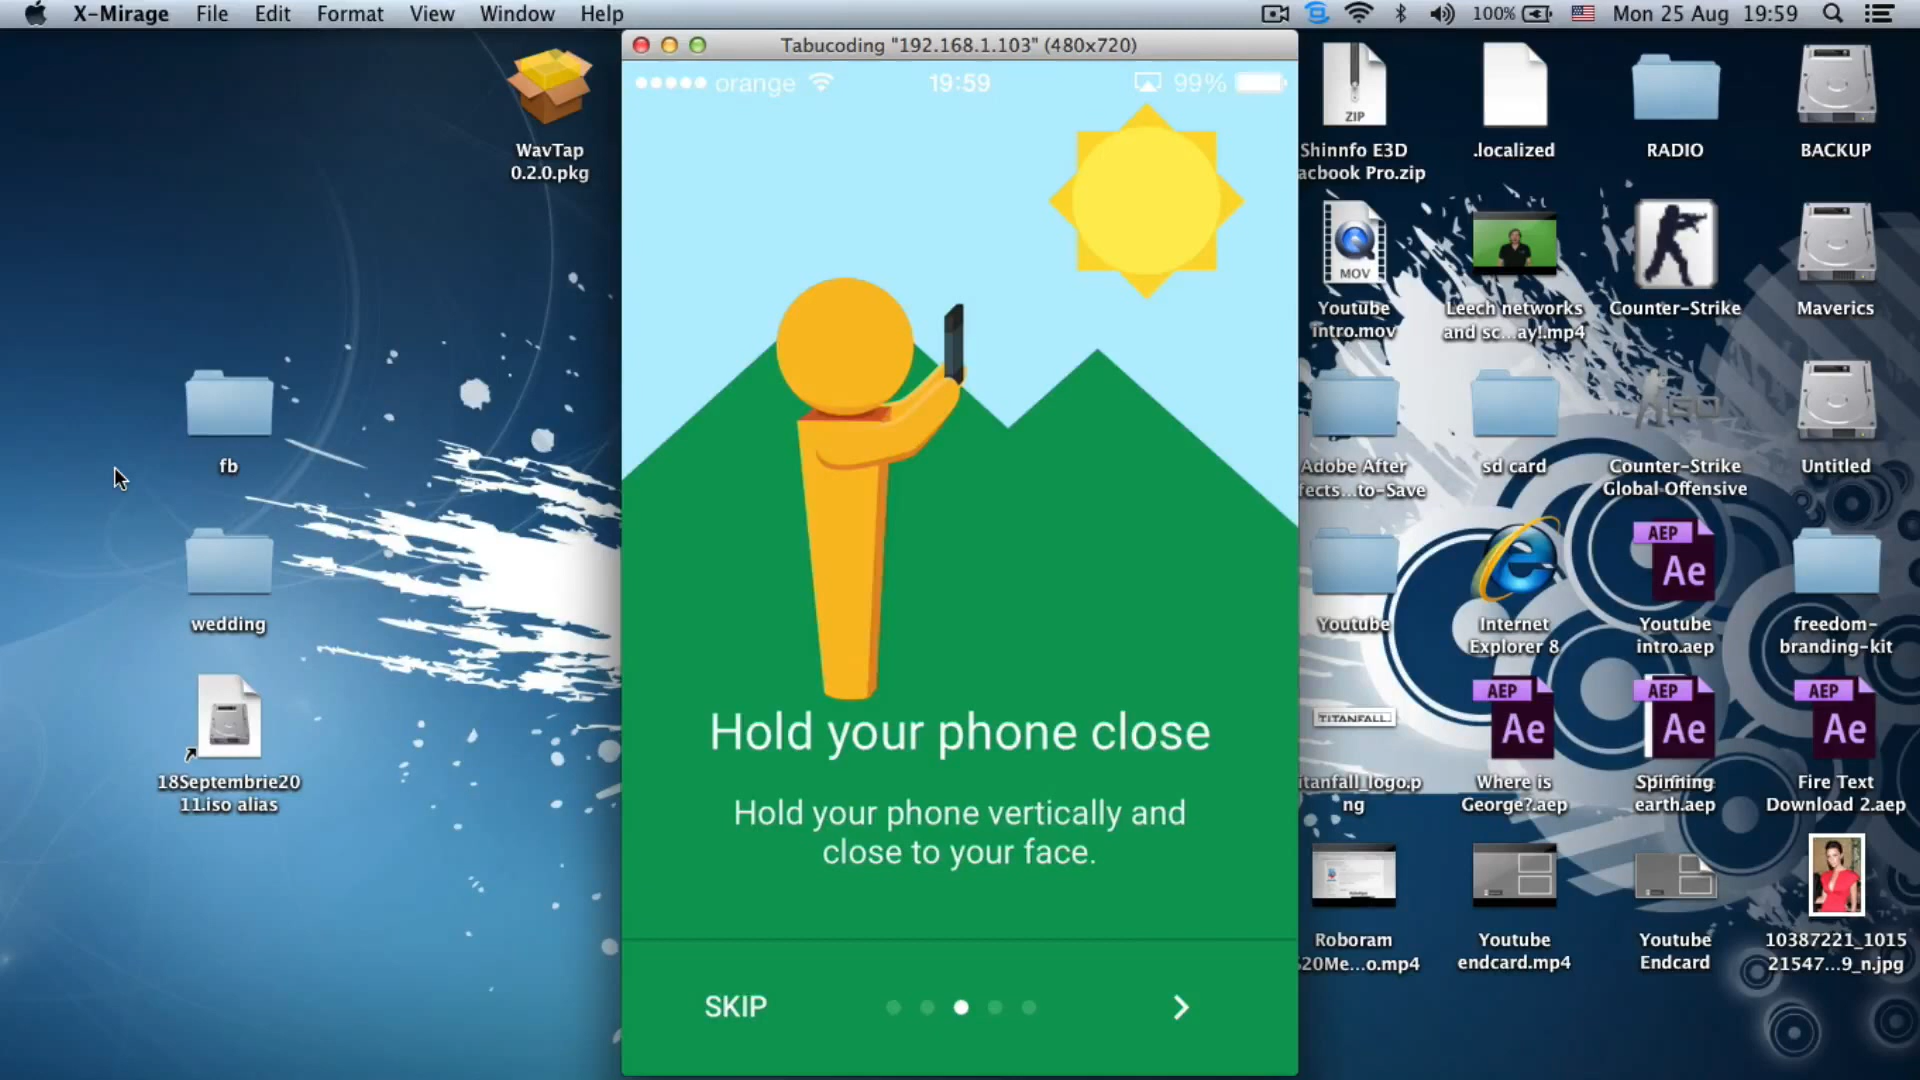 X-Mirage File Edit Format View Window Help
100% Mon 25 Aug 19:59
Tabucoding "192.168.1.103" (480x720)
orange 19:59 99%
Hold your phone close
Hold your phone vertically and
close to your face.
SKIP
WavTap
0.2.0.pkg
fb
wedding
18Septembrie20
11.iso alias
ZIP
Shinnfo E3D
acbook Pro.zip
.localized
RADIO
BACKUP
MOV
Youtube
intro.mov
Leech networks
and sc...ay!.mp4
Counter-Strike
Maverics
Adobe After
fects...to-Save
sd card
Counter-Strike
Global Offensive
Untitled
Youtube
Internet
Explorer 8
AEP
Ae
Youtube
intro.aep
freedom-
branding-kit
TITANFALL
itanfall_logo.p
ng
AEP
Ae
Where is
George?.aep
AEP
Ae
Spinning
earth.aep
AEP
Ae
Fire Text
Download 2.aep
Roboram
20Me...o.mp4
Youtube
endcard.mp4
Youtube
Endcard
10387221_1015
21547...9_n.jpg